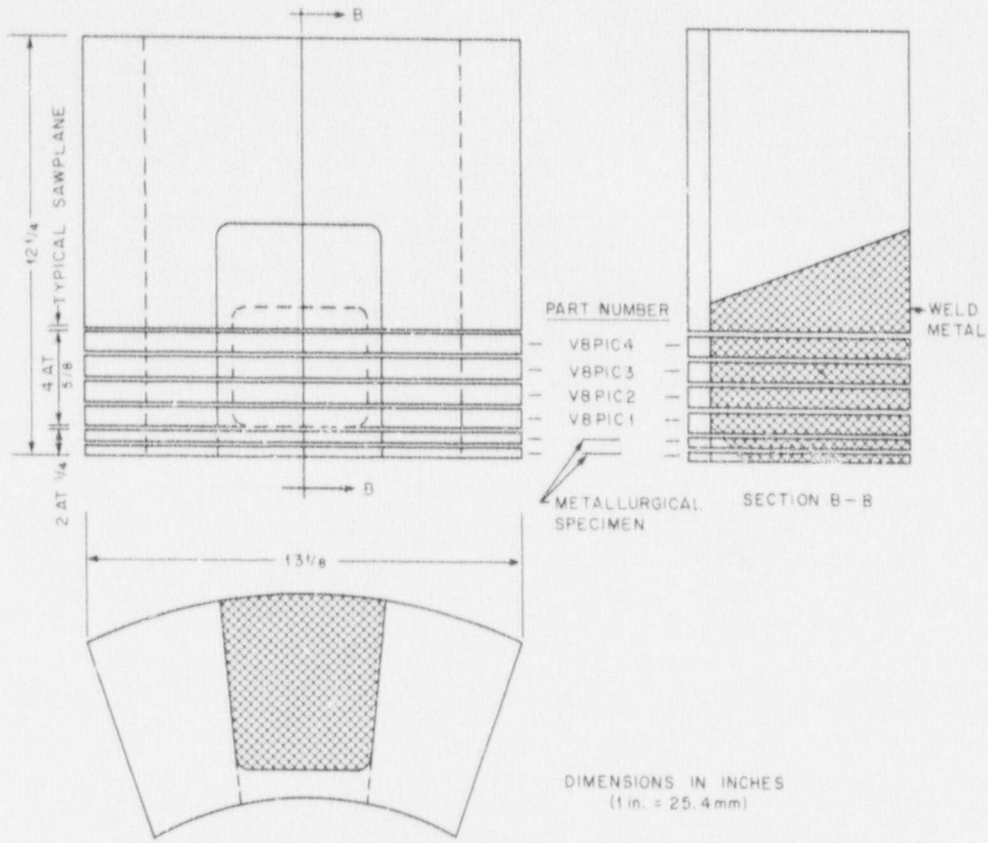 B
12 1/4
TYPICAL SAWPLANE
4 AT
5/8
2 AT 1/4
B
PART NUMBER
V8PIC4
V8PIC3
V8PIC2
V8PIC1
METALLURGICAL
SPECIMEN
WELD
METAL
SECTION B-B
13 1/8
DIMENSIONS IN INCHES
(1 in. = 25.4 mm)